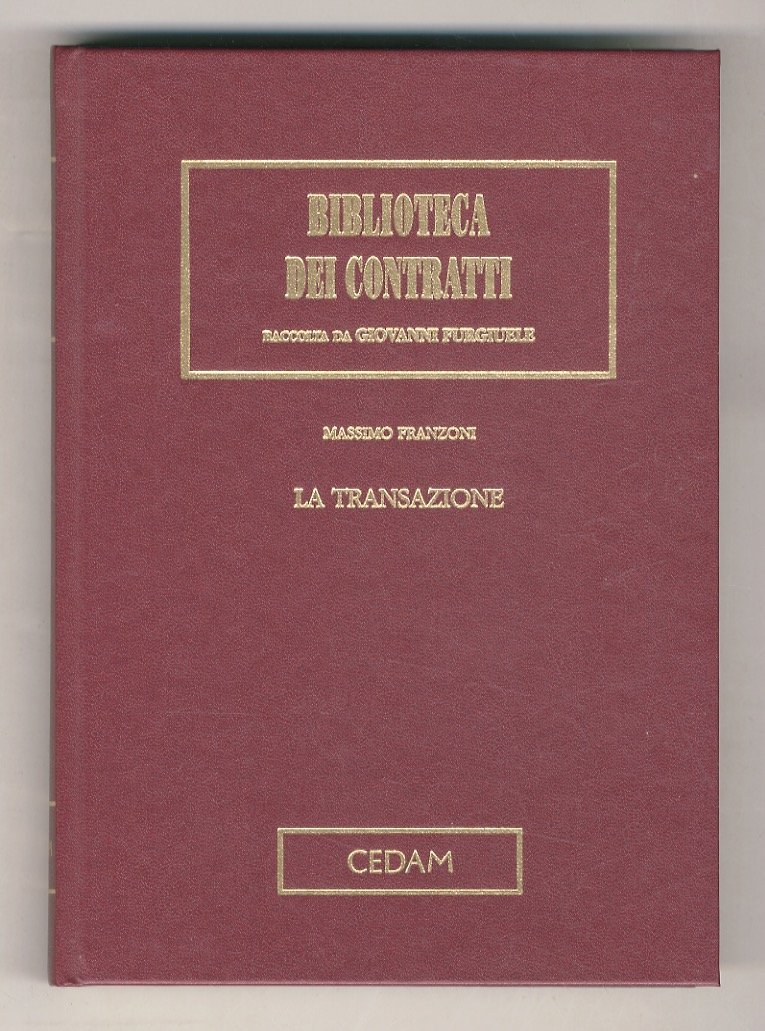 BIBLIOTECA
DEI CONTRATTI
RACCOLTA DA GIOVANNI FURGIUELE
MASSIMO FRANZONI
LA TRANSAZIONE
CEDAM